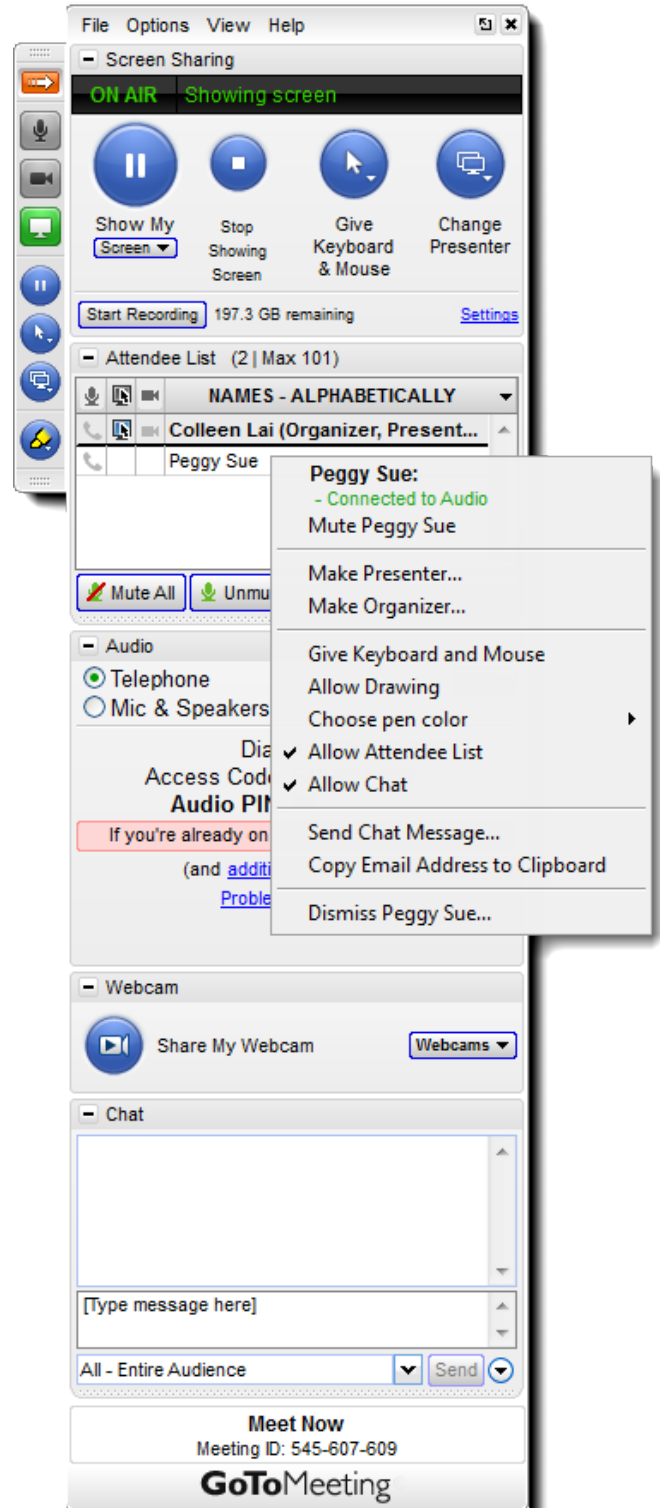 File Options View Help
Screen Sharing
ON AIR Showing screen
Show My
Screen
Stop
Showing
Screen
Give
Keyboard
& Mouse
Change
Presenter
Start Recording 197.3 GB remaining Settings
Attendee List (2 | Max 101)
NAMES - ALPHABETICALLY
Colleen Lai (Organizer, Present...
Peggy Sue
Peggy Sue:
- Connected to Audio
Mute Peggy Sue
Make Presenter...
Make Organizer...
Give Keyboard and Mouse
Allow Drawing
Choose pen color
Allow Attendee List
Allow Chat
Send Chat Message...
Copy Email Address to Clipboard
Dismiss Peggy Sue...
Mute All
Audio
Telephone
Mic & Speakers
Access
Audio
If you're already on
(and
Webcam
Share My Webcam Webcams
Chat
[Type message here]
All - Entire Audience Send
Meet Now
Meeting ID: 545-607-609
GoToMeeting